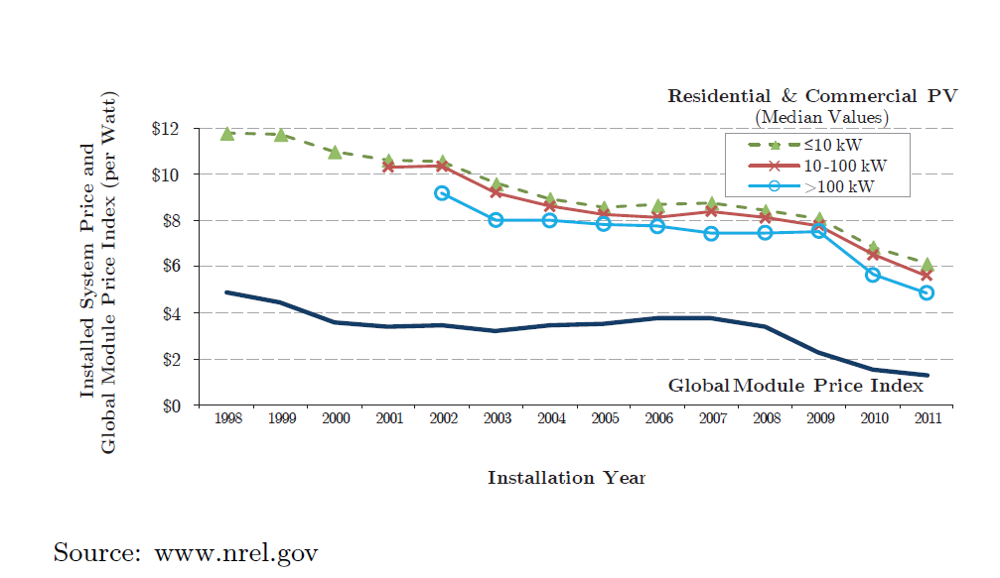 Residential & Commercial PV
(Median Values)
≤10 kW
10-100 kW
>100 kW
Installed System Price and
Global Module Price Index (per Watt)
$12
$10
$8
$6
$4
$2
$0
Global Module Price Index
1998 1999 2000 2001 2002 2003 2004 2005 2006 2007 2008 2009 2010 2011
Installation Year
Source: www.nrel.gov